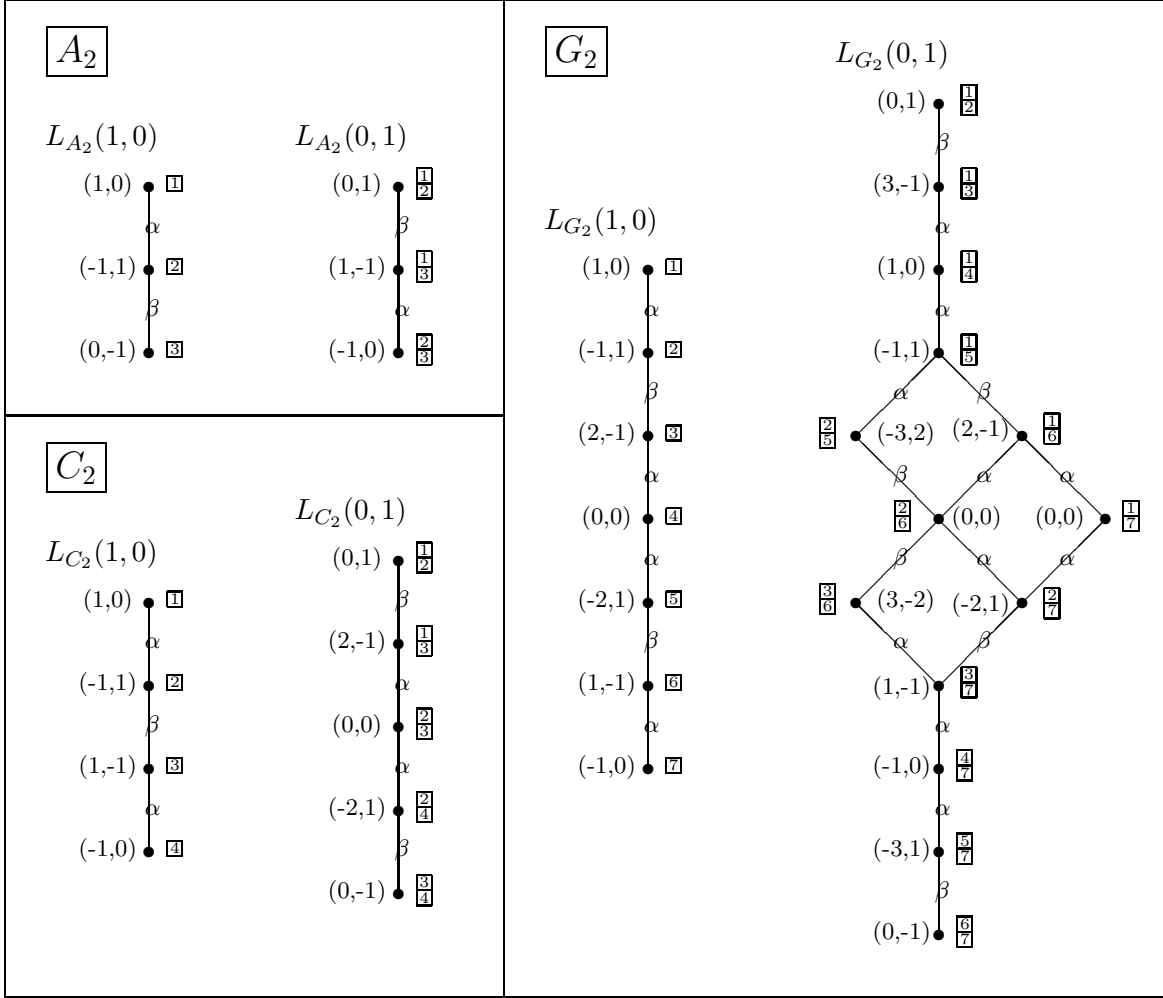 A₂
L_{A₂}(1, 0)
(1,0) 1
α
(-1,1) 2
β
(0,-1) 3
L_{A₂}(0, 1)
(0,1) 1 2
β
(1,-1) 1 3
α
(-1,0) 2 3
C₂
L_{C₂}(1, 0)
(1,0) 1
α
(-1,1) 2
β
(1,-1) 3
α
(-1,0) 4
L_{C₂}(0, 1)
(0,1) 1 2
β
(2,-1) 1 3
α
(0,0) 2 3
α
(-2,1) 2 4
β
(0,-1) 3 4
G₂
L_{G₂}(1, 0)
(1,0) 1
α
(-1,1) 2
β
(2,-1) 3
α
(0,0) 4
α
(-2,1) 5
β
(1,-1) 6
α
(-1,0) 7
L_{G₂}(0, 1)
(0,1) 1 2
β
(3,-1) 1 3
α
(1,0) 1 4
α
(-1,1) 1 5
α β
2 5 (-3,2) (2,-1) 1 6
β α α
2 6 (0,0) (0,0) 1 7
β α α
3 6 (3,-2) (-2,1) 2 7
α β
(1,-1) 3 7
α
(-1,0) 4 7
α
(-3,1) 5 7
β
(0,-1) 6 7